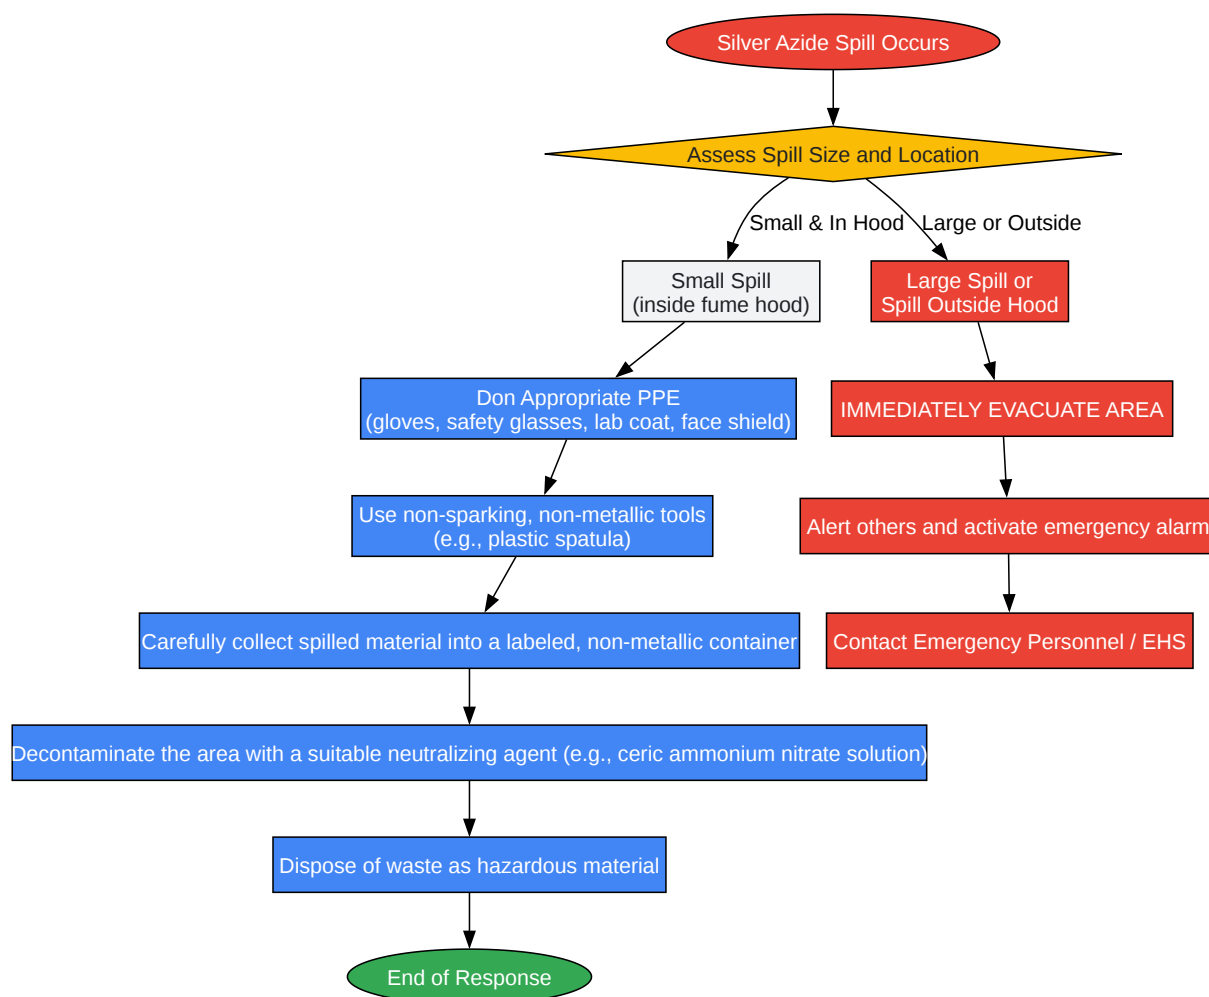 Silver Azide Spill Occurs
Assess Spill Size and Location
Small & In Hood
Large or Outside
Small Spill
(inside fume hood)
Large Spill or
Spill Outside Hood
Don Appropriate PPE
(gloves, safety glasses, lab coat, face shield)
IMMEDIATELY EVACUATE AREA
Use non-sparking, non-metallic tools
(e.g., plastic spatula)
Alert others and activate emergency alarm
Carefully collect spilled material into a labeled, non-metallic container
Contact Emergency Personnel / EHS
Decontaminate the area with a suitable neutralizing agent (e.g., ceric ammonium nitrate solution)
Dispose of waste as hazardous material
End of Response